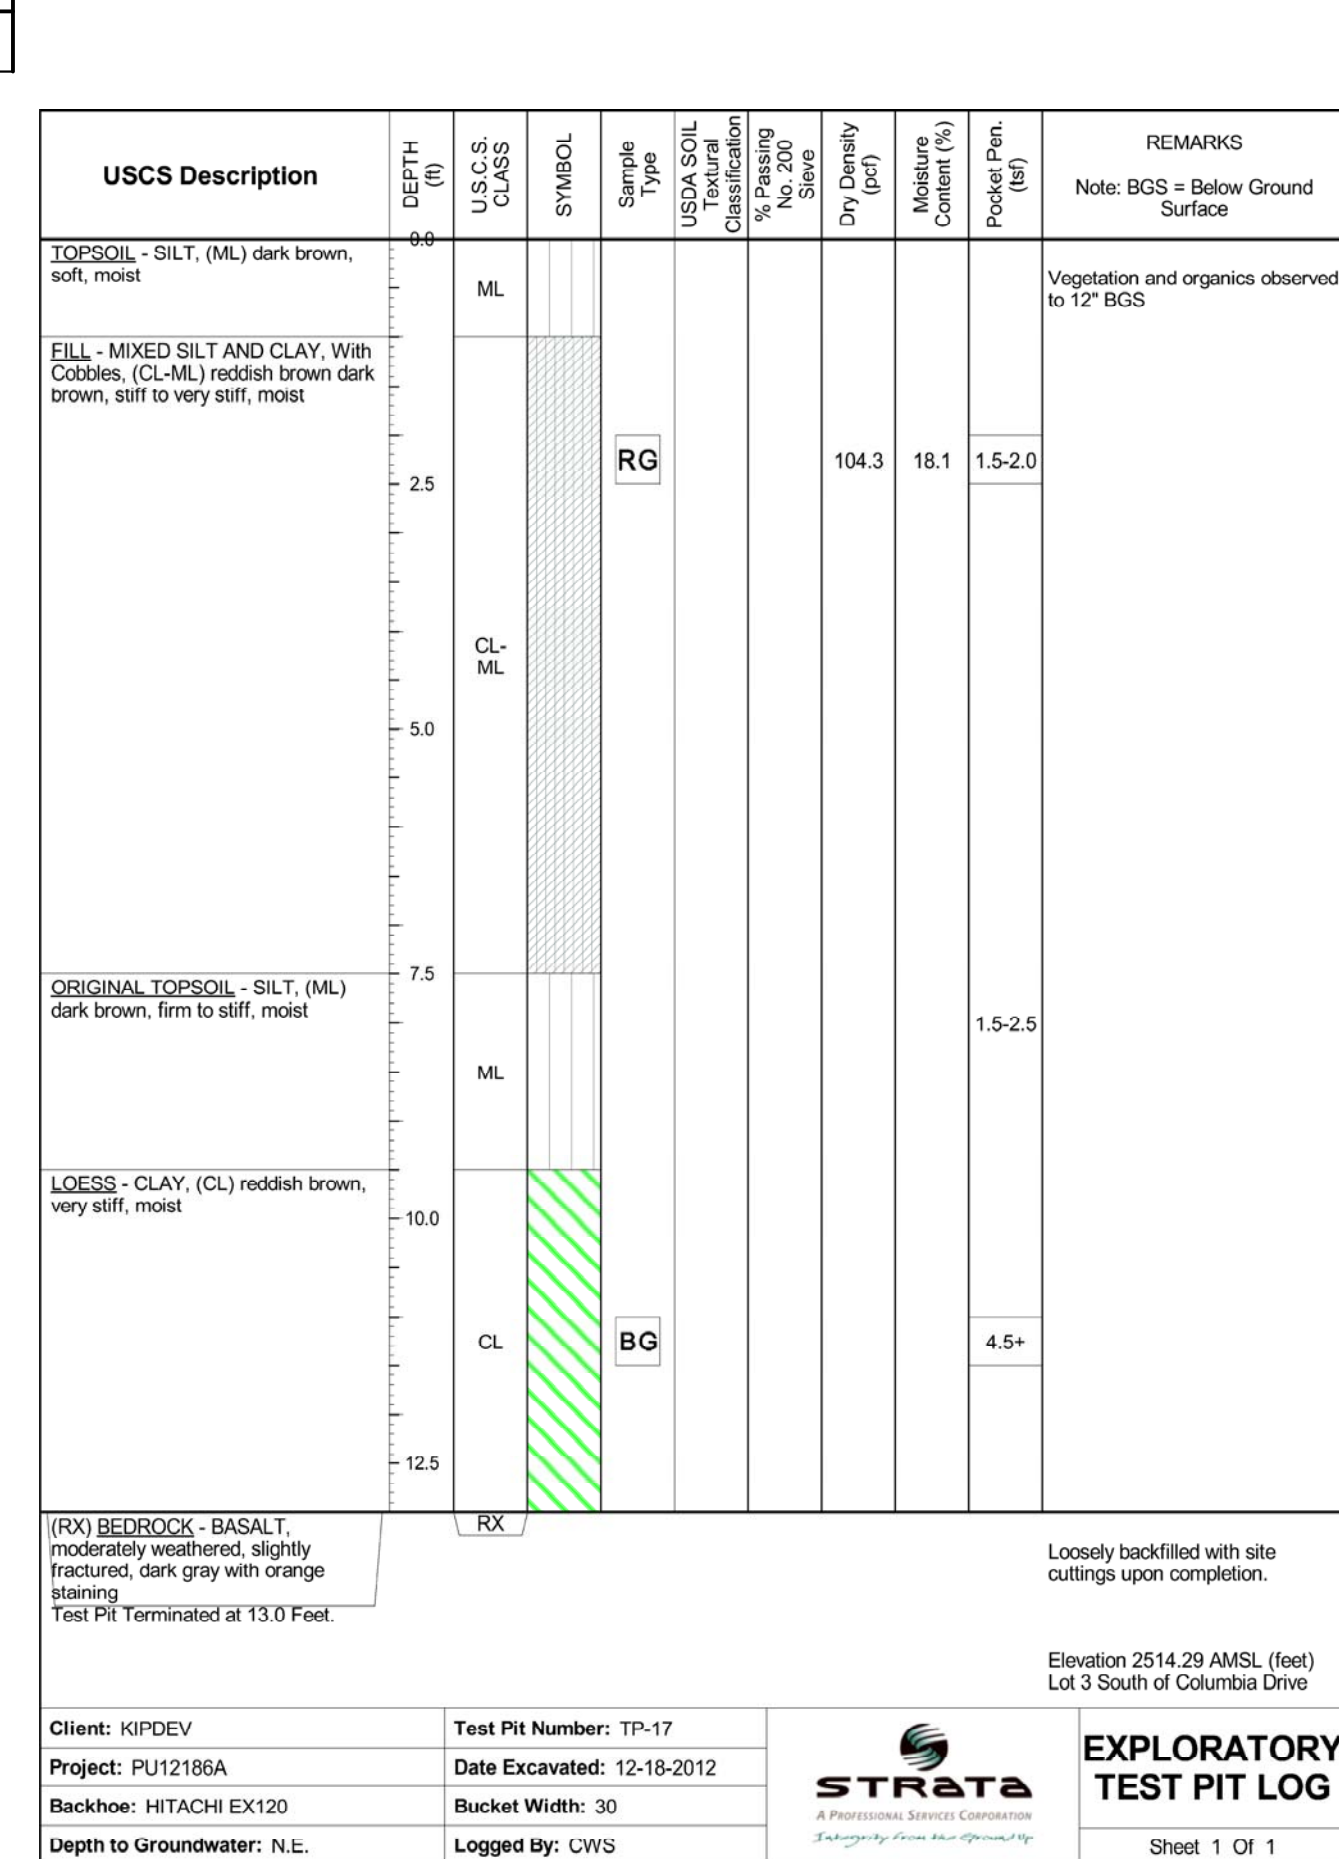 USCS Description
DEPTH
(ft)
U.S.C.S.
CLASS
SYMBOL
Sample
Type
USDA SOIL
Textural
Classification
% Passing
No. 200
Sieve
Dry Density
(pcf)
Moisture
Content (%)
Pocket Pen.
(tsf)
REMARKS
Note: BGS = Below Ground
Surface
0.0
TOPSOIL - SILT, (ML) dark brown,
soft, moist
ML
Vegetation and organics observed
to 12" BGS
FILL - MIXED SILT AND CLAY, With
Cobbles, (CL-ML) reddish brown dark
brown, stiff to very stiff, moist
RG
104.3
18.1
1.5-2.0
2.5
CL-
ML
5.0
7.5
ORIGINAL TOPSOIL - SILT, (ML)
dark brown, firm to stiff, moist
1.5-2.5
ML
LOESS - CLAY, (CL) reddish brown,
very stiff, moist
10.0
CL
BG
4.5+
12.5
(RX) BEDROCK - BASALT,
moderately weathered, slightly
fractured, dark gray with orange
staining
RX
Test Pit Terminated at 13.0 Feet.
Loosely backfilled with site
cuttings upon completion.
Elevation 2514.29 AMSL (feet)
Lot 3 South of Columbia Drive
Client: KIPDEV
Test Pit Number: TP-17
Project: PU12186A
Date Excavated: 12-18-2012
Backhoe: HITACHI EX120
Bucket Width: 30
Depth to Groundwater: N.E.
Logged By: CWS
STRATA
A PROFESSIONAL SERVICES CORPORATION
Integrity from the Ground Up
EXPLORATORY
TEST PIT LOG
Sheet 1 Of 1